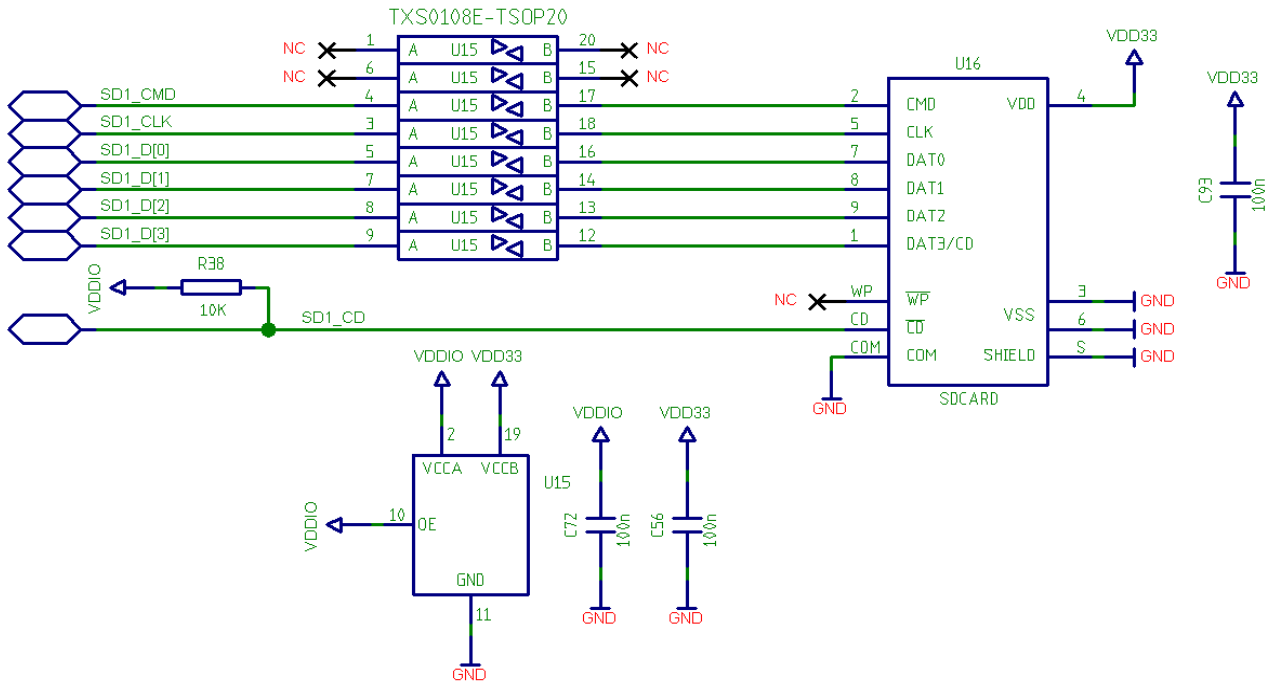 TXS0108E-TSOP20
NC 1 A U15 B 20 NC
NC 6 A U15 B 15 NC
SD1_CMD 4 A U15 B 17 2 CMD
SD1_CLK 3 A U15 B 18 5 CLK
SD1_D[0] 5 A U15 B 16 7 DAT0
SD1_D[1] 7 A U15 B 14 8 DAT1
SD1_D[2] 8 A U15 B 13 9 DAT2
SD1_D[3] 9 A U15 B 12 1 DAT3/CD
U16
VDD 4 VDD33
VDD33
C93 100n
GND
VDDIO R38
10K
NC WP WP
SD1_CD CD CD
COM COM
GND
VSS 3 GND
6 GND
SHIELD S GND
SDCARD
VDDIO VDD33
2 19
VCCA VCCB
U15
VDDIO 10 OE
GND
11
GND
VDDIO VDD33
C72 100n C56 100n
GND GND